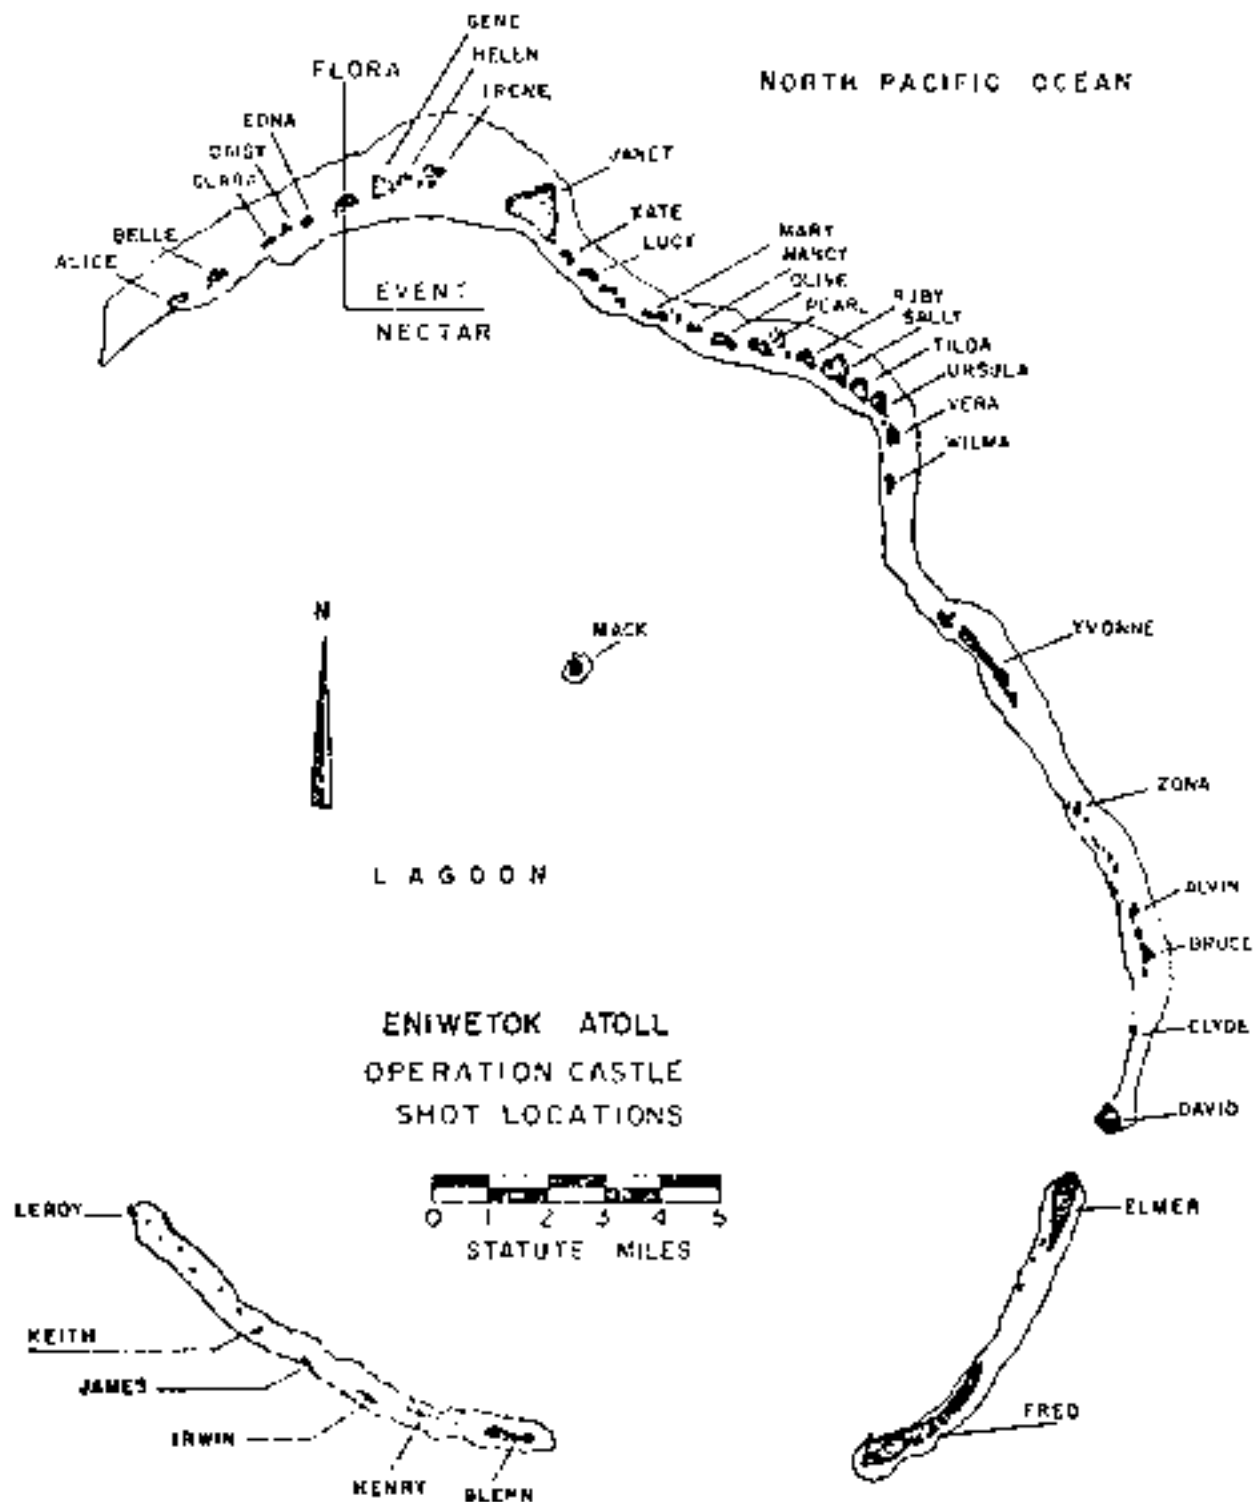 GENE
HELEN
IRENE
FLORA
NORTH PACIFIC OCEAN
EDNA
DAISY
JANET
BELLE
KATE
ALICE
LUCY
MARY
NANCY
OLIVE
PEARL
RUBY
SALLY
TILDA
URSULA
VERA
WILMA
EVENT
NECTAR
N
MACK
YVONNE
ZONA
LAGOON
ALVIN
BRUCE
ENIWETOK ATOLL
OPERATION CASTLE
SHOT LOCATIONS
CLYDE
DAVID
LEROY
0 1 2 3 4 5
STATUTE MILES
ELMER
KEITH
JAMES
IRWIN
HENRY
GLENN
FRED